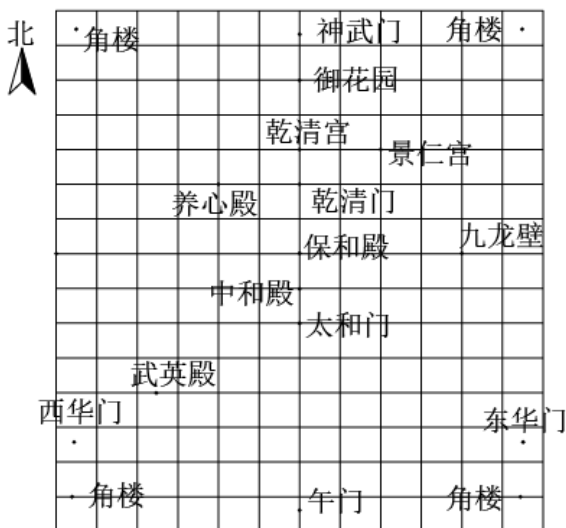 北
角楼
神武门
角楼
御花园
乾清宫
景仁宫
养心殿
乾清门
保和殿
九龙壁
中和殿
太和门
武英殿
西华门
东华门
角楼
午门
角楼